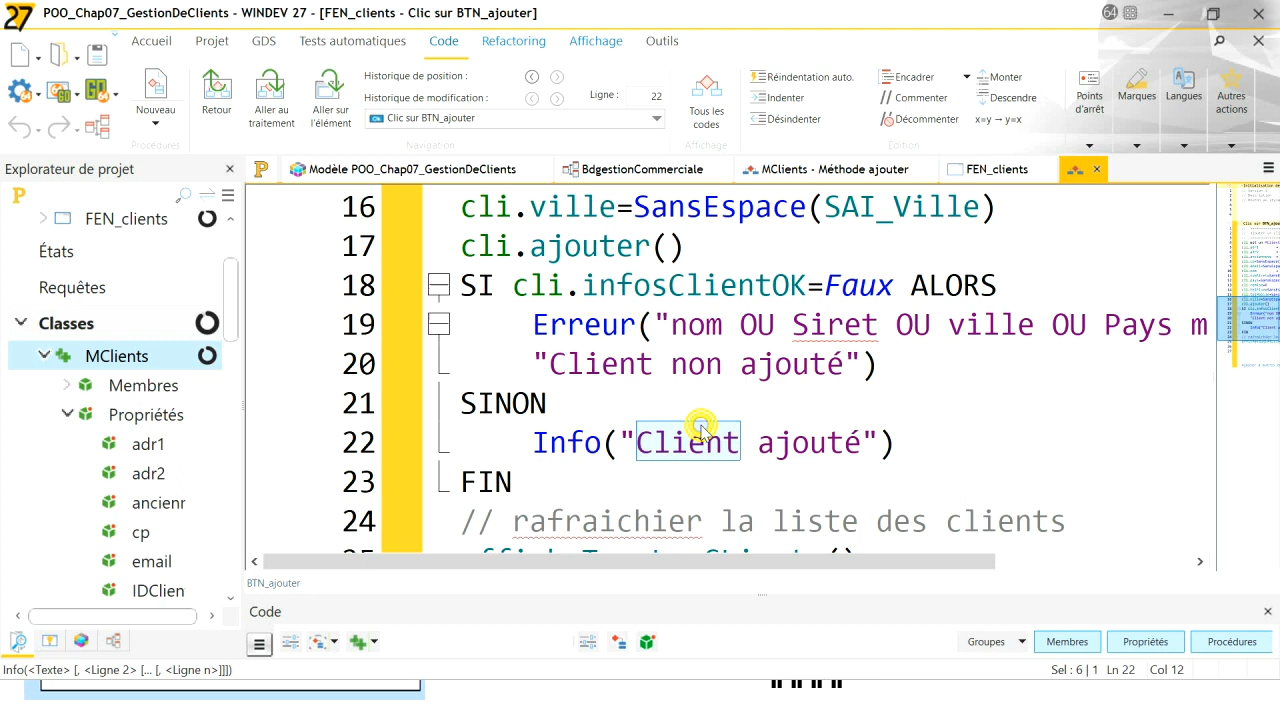 27 POO_Chap07_GestionDeClients - WINDEV 27 - [FEN_clients - Clic sur BTN_ajouter] 64
Accueil Projet GDS Tests automatiques Code Refactoring Affichage Outils
Nouveau
Procédures
Retour
Aller au traitement
Aller sur l'élément
Historique de position :
Historique de modification :
Ligne : 22
Clic sur BTN_ajouter
Navigation
Tous les codes
Affichage
Réindentation auto.
Indenter
Désindenter
Encadrer
Commenter
Décommenter
Monter
Descendre
x=y → y=x
Edition
Points d'arrêt
Marques
Langues
Autres actions
Explorateur de projet
Modèle POO_Chap07_GestionDeClients BdgestionCommerciale MClients - Méthode ajouter FEN_clients
FEN_clients
États
Requêtes
Classes
MClients
Membres
Propriétés
adr1
adr2
ancienr
cp
email
IDClien
16 cli.ville=SansEspace(SAI_Ville)
17 cli.ajouter()
18 SI cli.infosClientOK=Faux ALORS
19 Erreur("nom OU Siret OU ville OU Pays m
20 "Client non ajouté")
21 SINON
22 Info("Client ajouté")
23 FIN
24 // rafraichier la liste des clients
BTN_ajouter
Code
Groupes Membres Propriétés Procédures
Info(<Texte> [, <Ligne 2> [... [, <Ligne n>]]]) Sel : 6 | 1 Ln 22 Col 12